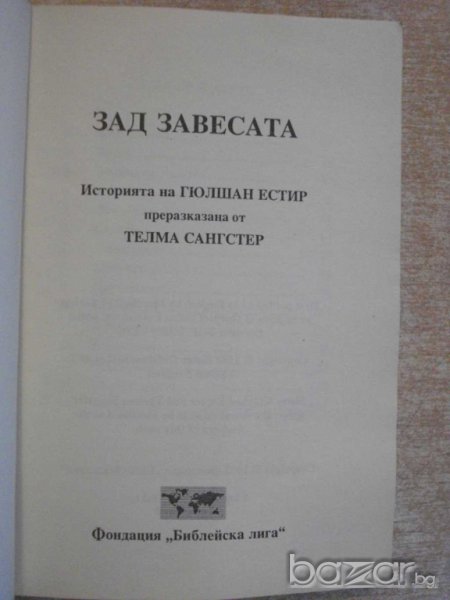 ЗАД ЗАВЕСАТА
Историята на ГЮЛШАН ЕСТИР
преразказана от
ТЕЛМА САНГСТЕР
Фондация „Библейска лига“
bazar.bg